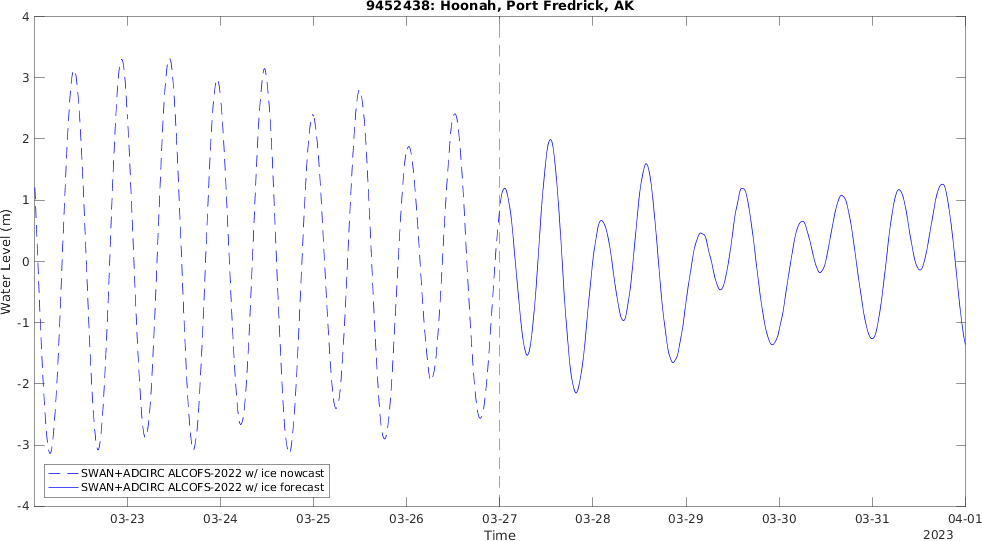 9452438: Hoonah, Port Fredrick, AK
Water Level (m)
4
3
2
1
0
-1
-2
-3
-4
SWAN+ADCIRC ALCOFS-2022 w/ ice nowcast
SWAN+ADCIRC ALCOFS-2022 w/ ice forecast
03-23 03-24 03-25 03-26 03-27 03-28 03-29 03-30 03-31 04-01
Time
2023